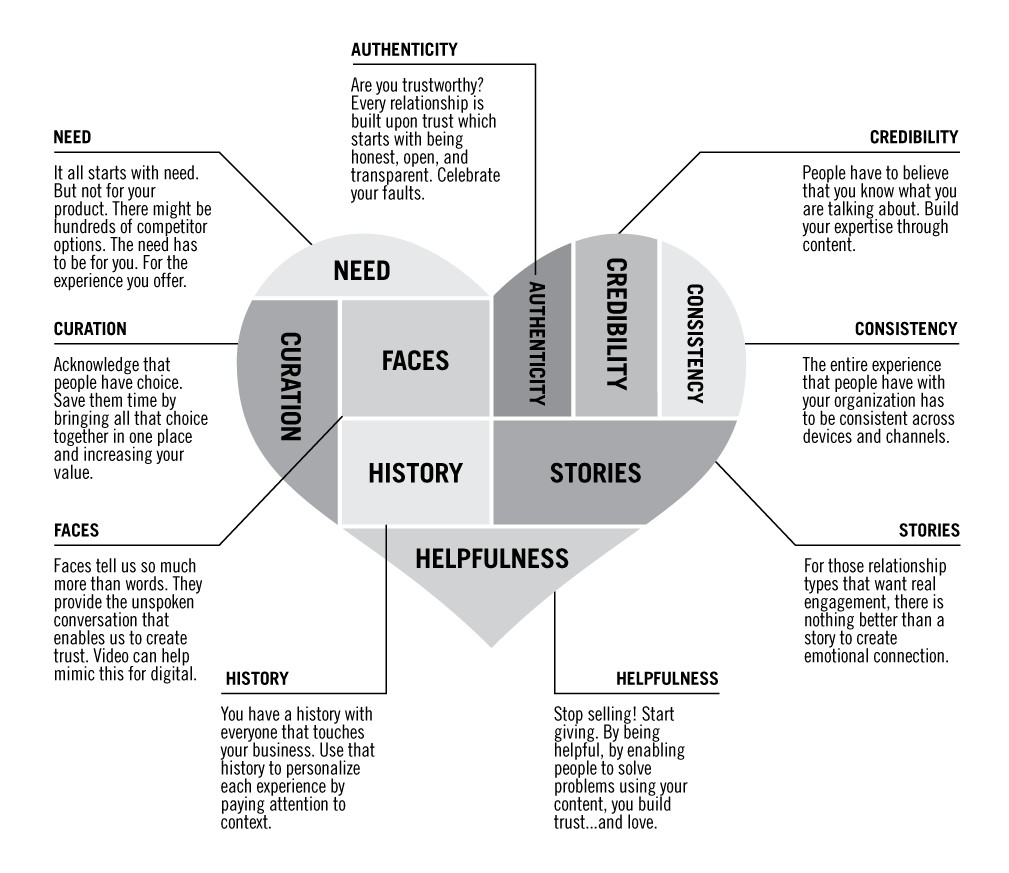 AUTHENTICITY
Are you trustworthy?
Every relationship is
built upon trust which
starts with being
honest, open, and
transparent. Celebrate
your faults.
NEED
It all starts with need.
But not for your
product. There might be
hundreds of competitor
options. The need has
to be for you. For the
experience you offer.
CREDIBILITY
People have to believe
that you know what you
are talking about. Build
your expertise through
content.
CURATION
Acknowledge that
people have choice.
Save them time by
bringing all that choice
together in one place
and increasing your
value.
CONSISTENCY
The entire experience
that people have with
your organization has
to be consistent across
devices and channels.
NEED
CURATION
FACES
AUTHENTICITY
CREDIBILITY
CONSISTENCY
HISTORY
STORIES
HELPFULNESS
FACES
Faces tell us so much
more than words. They
provide the unspoken
conversation that
enables us to create
trust. Video can help
mimic this for digital.
STORIES
For those relationship
types that want real
engagement, there is
nothing better than a
story to create
emotional connection.
HISTORY
You have a history with
everyone that touches
your business. Use that
history to personalize
each experience by
paying attention to
context.
HELPFULNESS
Stop selling! Start
giving. By being
helpful, by enabling
people to solve
problems using your
content, you build
trust...and love.